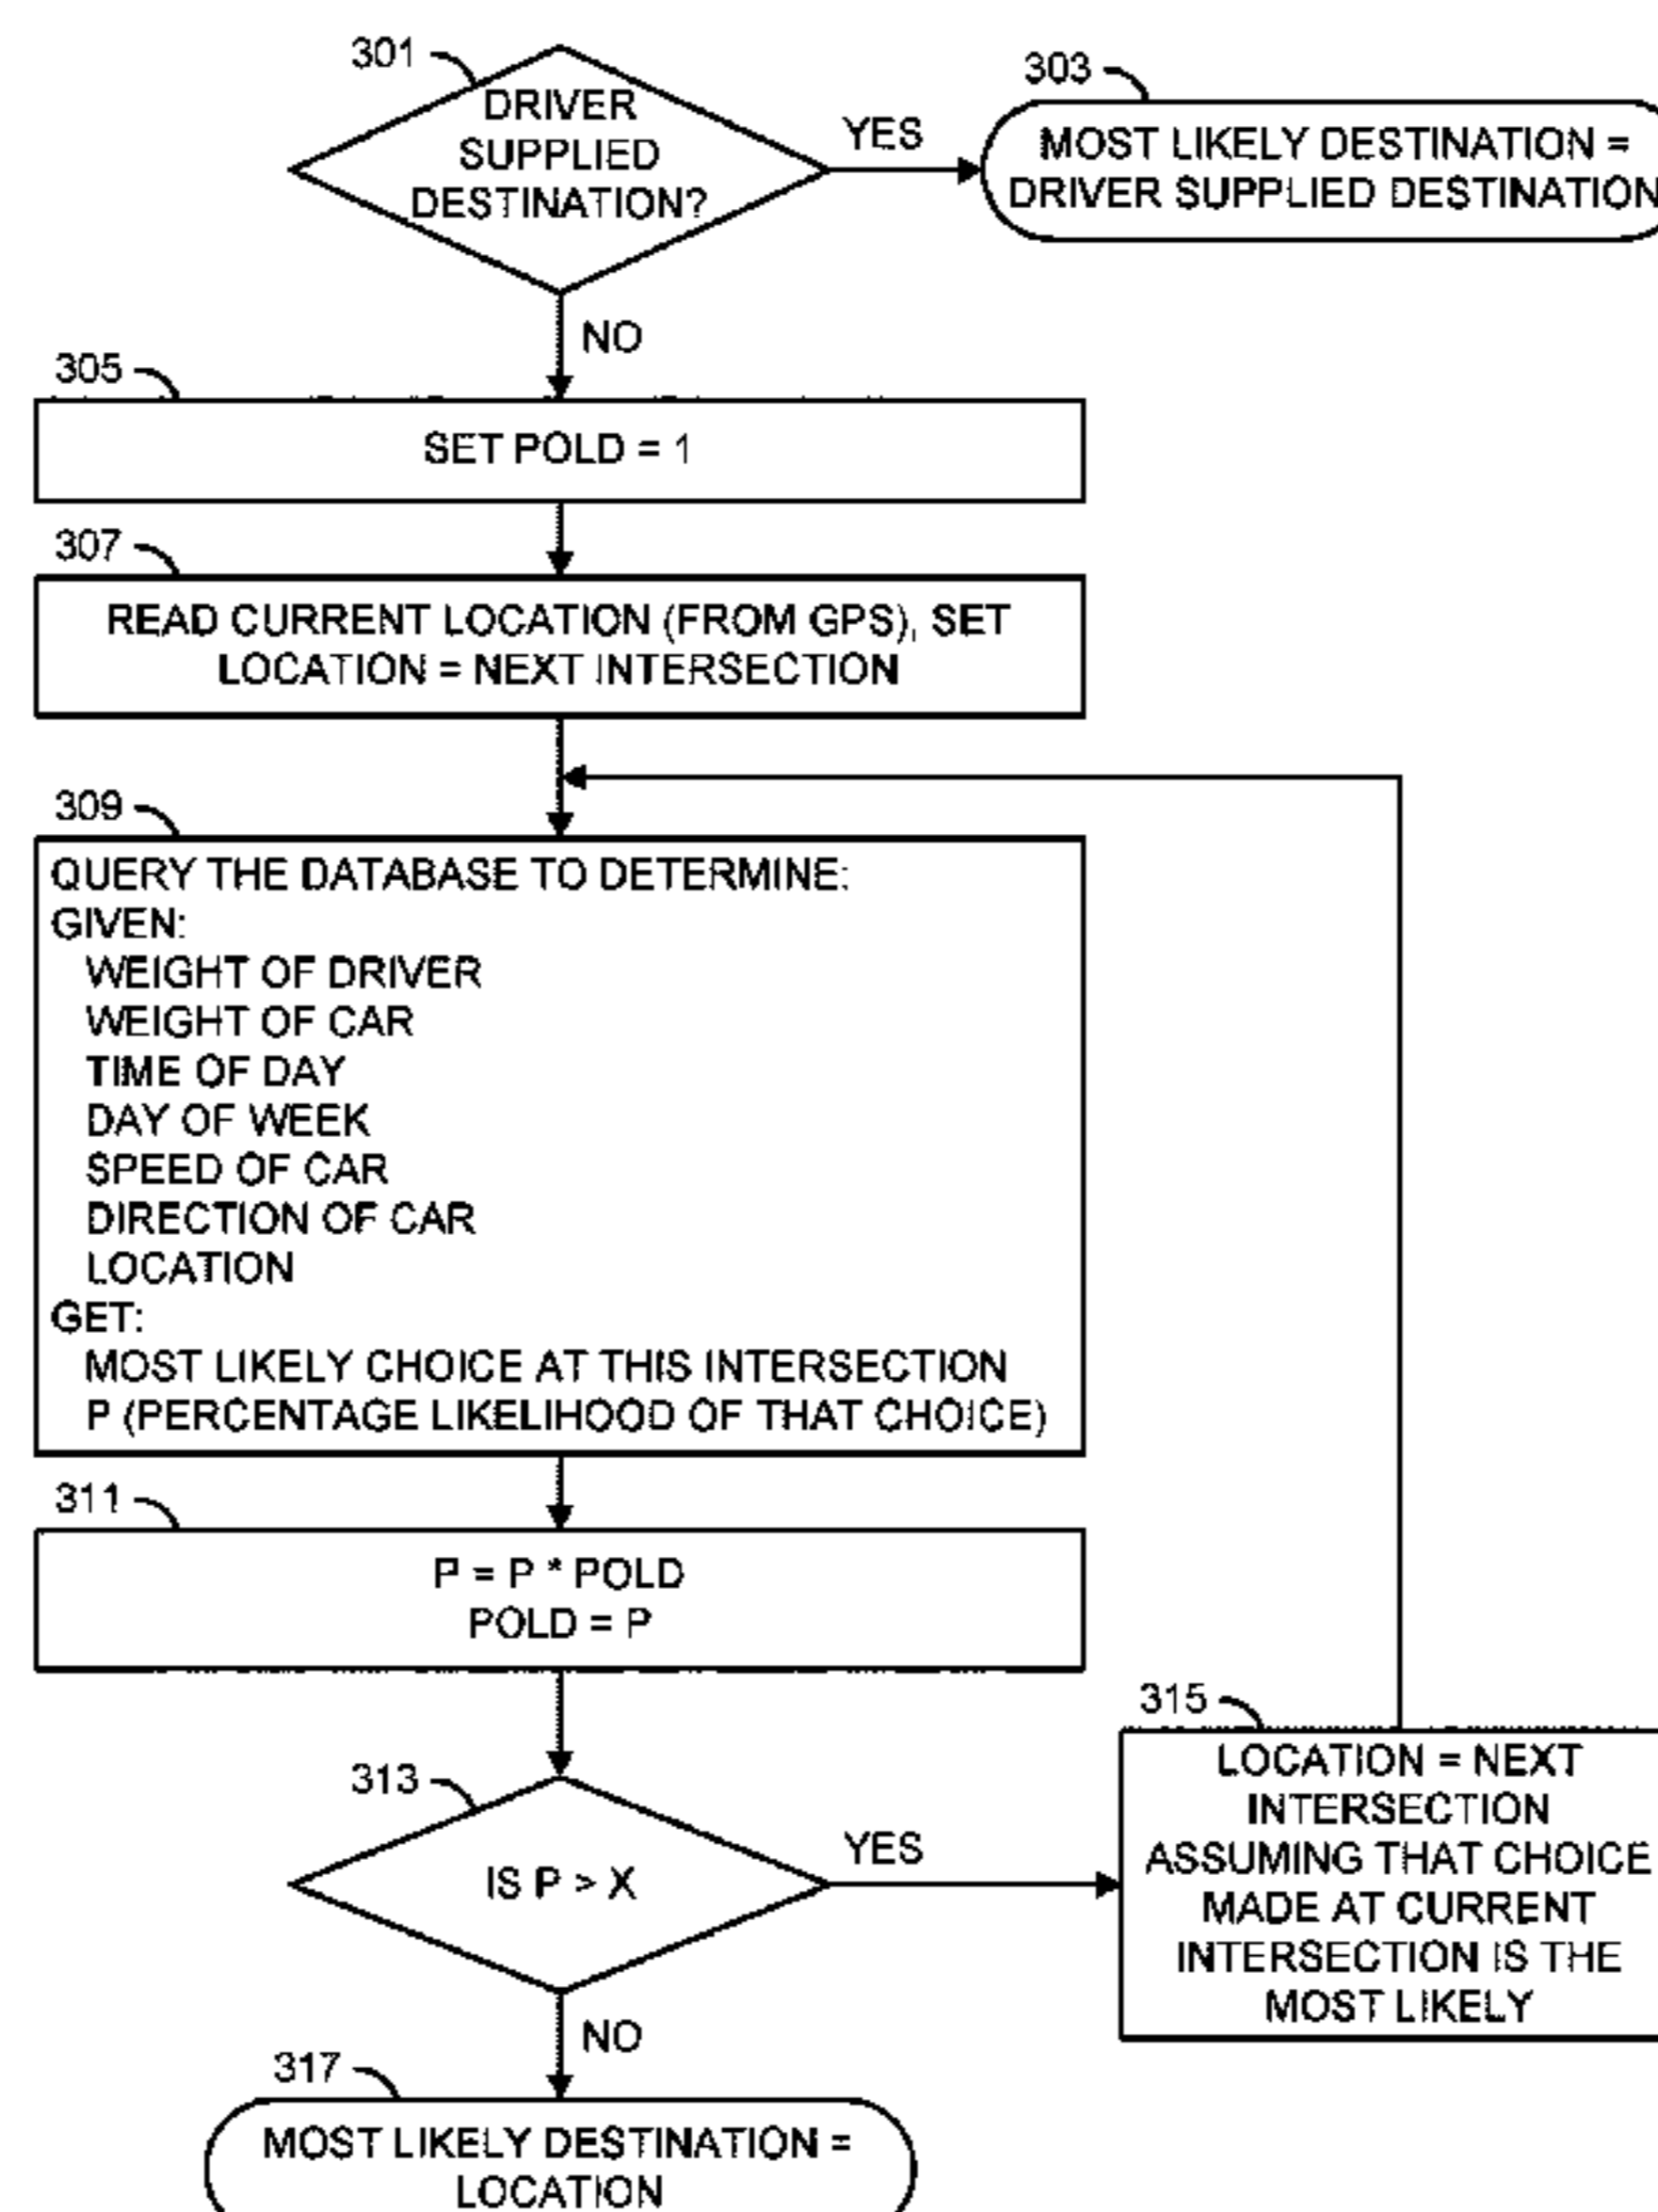 301
DRIVER
SUPPLIED
DESTINATION?
YES
303
MOST LIKELY DESTINATION =
DRIVER SUPPLIED DESTINATION
NO
305
SET POLD = 1
307
READ CURRENT LOCATION (FROM GPS), SET
LOCATION = NEXT INTERSECTION
309
QUERY THE DATABASE TO DETERMINE:
GIVEN:
WEIGHT OF DRIVER
WEIGHT OF CAR
TIME OF DAY
DAY OF WEEK
SPEED OF CAR
DIRECTION OF CAR
LOCATION
GET:
MOST LIKELY CHOICE AT THIS INTERSECTION
P (PERCENTAGE LIKELIHOOD OF THAT CHOICE)
311
P = P * POLD
POLD = P
313
IS P > X
YES
315
LOCATION = NEXT
INTERSECTION
ASSUMING THAT CHOICE
MADE AT CURRENT
INTERSECTION IS THE
MOST LIKELY
NO
317
MOST LIKELY DESTINATION =
LOCATION